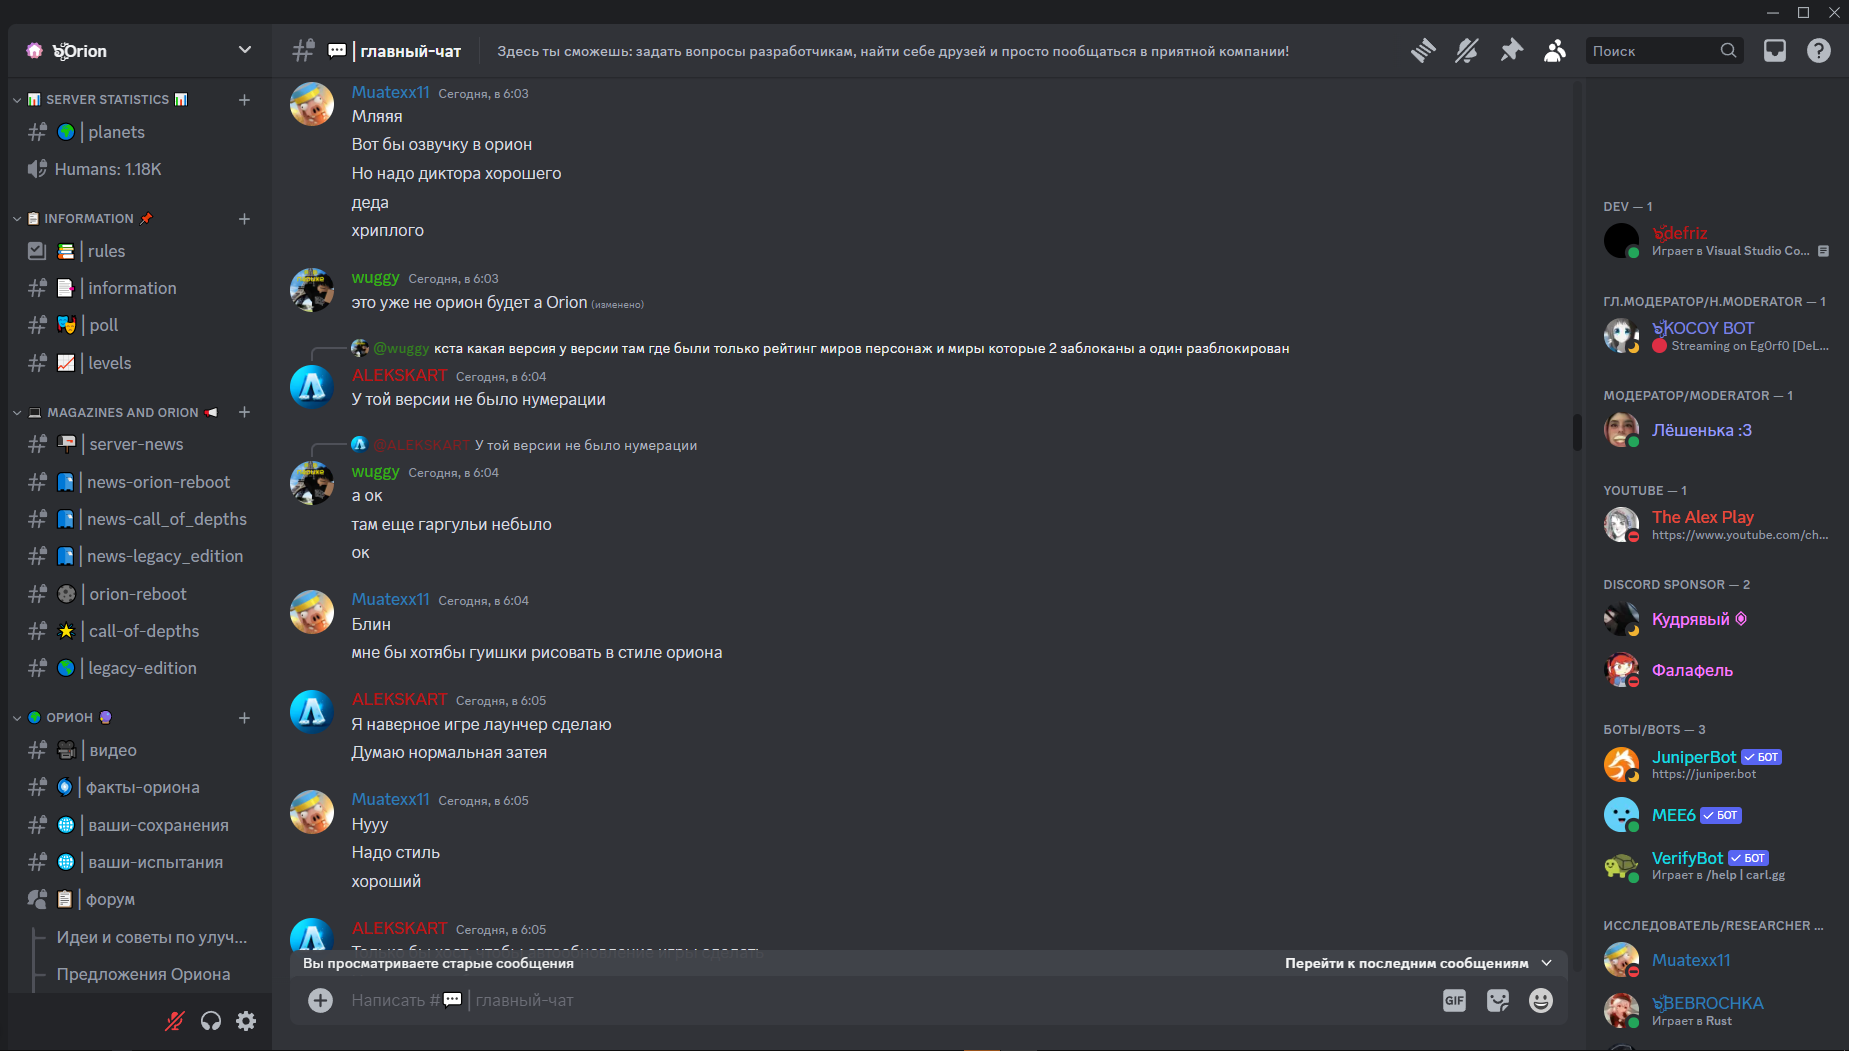 Orion
SERVER STATISTICS
planets
Humans: 1.18K
INFORMATION
rules
information
poll
levels
MAGAZINES AND ORION
server-news
news-orion-reboot
news-call_of_depths
news-legacy_edition
orion-reboot
call-of-depths
legacy-edition
ОРИОН
видео
факты-ориона
ваши-сохранения
ваши-испытания
форум
Идеи и советы по улуч...
Предложения Ориона
| главный-чат
Здесь ты сможешь: задать вопросы разработчикам, найти себе друзей и просто пообщаться в приятной компании!
Поиск
Muatexx11 Сегодня, в 6:03
Мляяя
Вот бы озвучку в орион
Но надо диктора хорошего
деда
хриплого
wuggy Сегодня, в 6:03
это уже не орион будет а Orion (изменено)
@wuggy кста какая версия у версии там где были только рейтинг миров персонаж и миры которые 2 заблоканы а один разблокирован
ALEKSKART Сегодня, в 6:04
У той версии не было нумерации
@ALEKSKART У той версии не было нумерации
wuggy Сегодня, в 6:04
а ок
там еще гаргульи небыло
ок
Muatexx11 Сегодня, в 6:04
Блин
мне бы хотябы гуишки рисовать в стиле ориона
ALEKSKART Сегодня, в 6:05
Я наверное игре лаунчер сделаю
Думаю нормальная затея
Muatexx11 Сегодня, в 6:05
Нууу
Надо стиль
хороший
ALEKSKART Сегодня, в 6:05
Вы просматриваете старые сообщения
Перейти к последним сообщениям
Написать # | главный-чат
GIF
DEV — 1
defriz
Играет в Visual Studio Co...
ГЛ.МОДЕРАТОР/H.MODERATOR — 1
KOCOY BOT
Streaming on Eg0rf0 [DeL...
МОДЕРАТОР/MODERATOR — 1
Лёшенька :3
YOUTUBE — 1
The Alex Play
https://www.youtube.com/ch...
DISCORD SPONSOR — 2
Кудрявый
Фалафель
БОТЫ/BOTS — 3
JuniperBot БОТ
https://juniper.bot
MEE6 БОТ
VerifyBot БОТ
Играет в /help | carl.gg
ИССЛЕДОВАТЕЛЬ/RESEARCHER ...
Muatexx11
BEBROCHKA
Играет в Rust